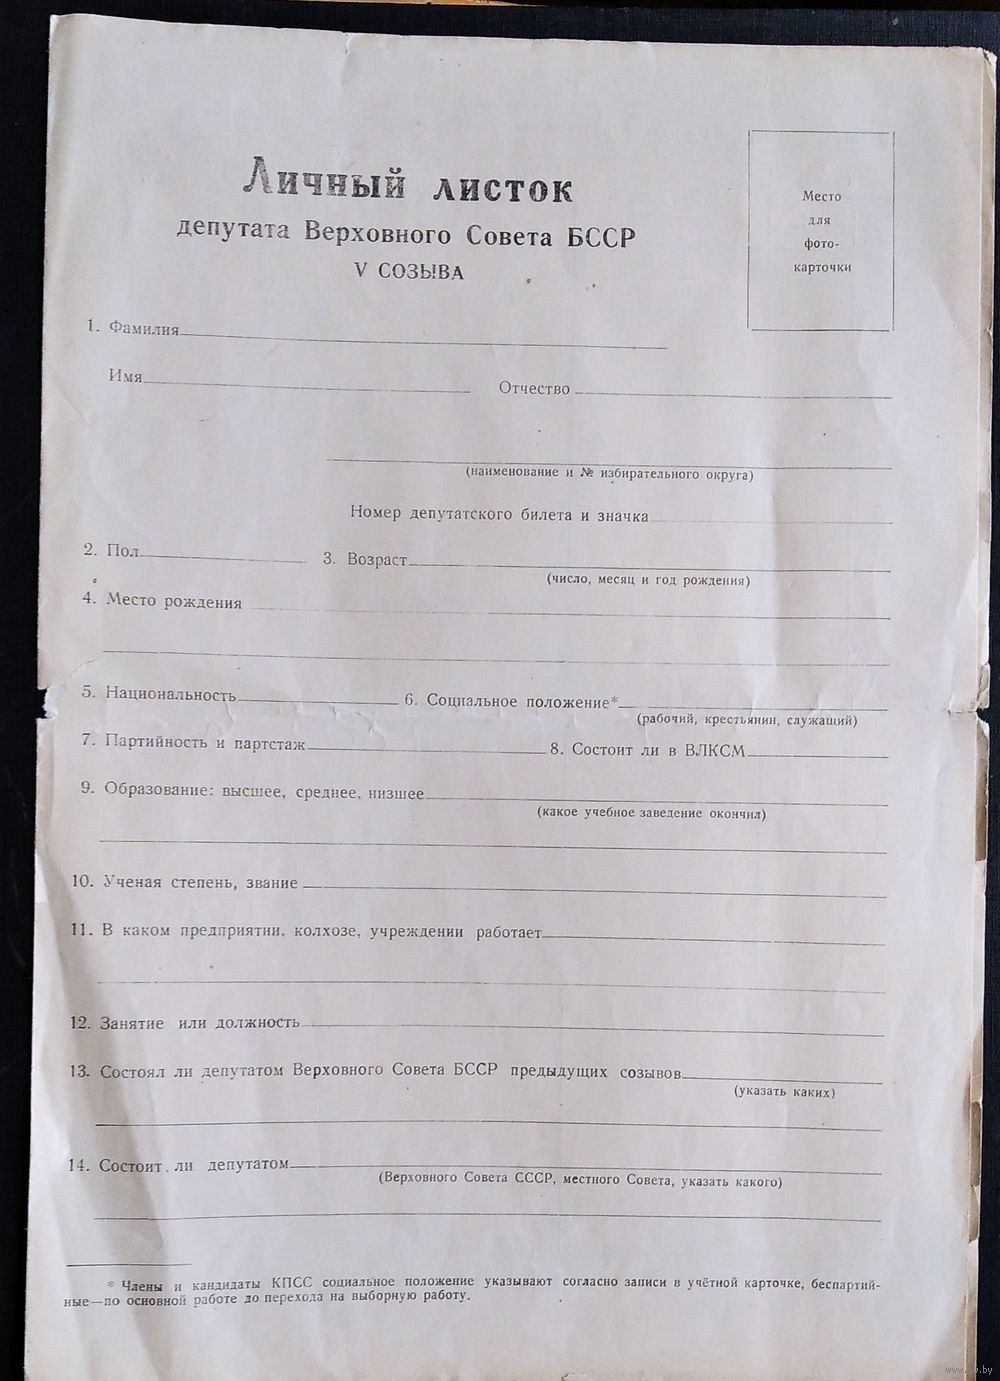 Личный листок
депутата Верховного Совета БССР
V СОЗЫВА
Место
для
фото-
карточки
1. Фамилия
Имя
Отчество
(наименование и № избирательного округа)
Номер депутатского билета и значка
2. Пол
3. Возраст
(число, месяц и год рождения)
4. Место рождения
5. Национальность
6. Социальное положение*
(рабочий, крестьянин, служащий)
7. Партийность и партстаж
8. Состоит ли в ВЛКСМ
9. Образование: высшее, среднее, низшее
(какое учебное заведение окончил)
10. Ученая степень, звание
11. В каком предприятии, колхозе, учреждении работает
12. Занятие или должность
13. Состоял ли депутатом Верховного Совета БССР предыдущих созывов
(указать каких)
14. Состоит ли депутатом
(Верховного Совета СССР, местного Совета, указать какого)
* Члены и кандидаты КПСС социальное положение указывают согласно записи в учётной карточке, беспартий-
ные—по основной работе до перехода на выборную работу.